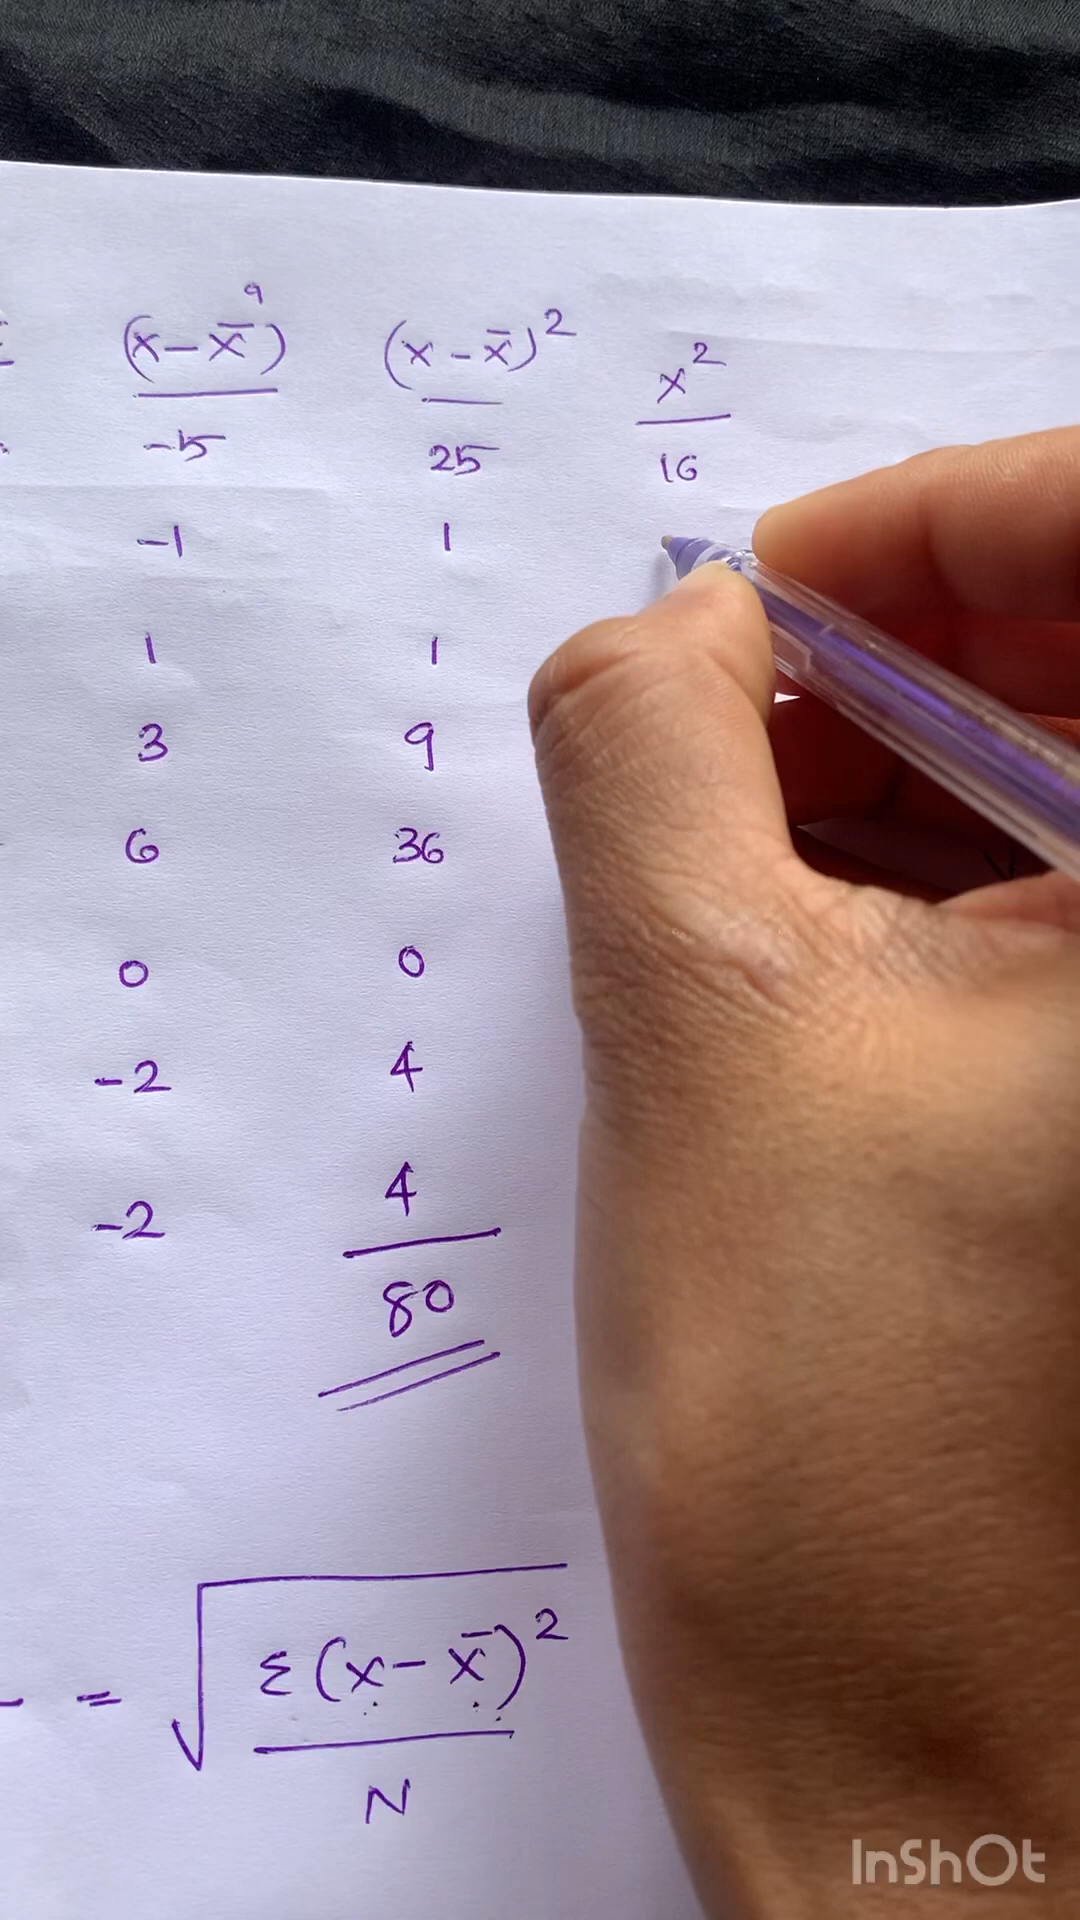 9
(x-x̄) (x-x̄)² x²
-5 25 16
-1 1
1 1
3 9
6 36
0 0
-2 4
-2 4
80
= √ Σ(x-x̄)²
N
InShOt